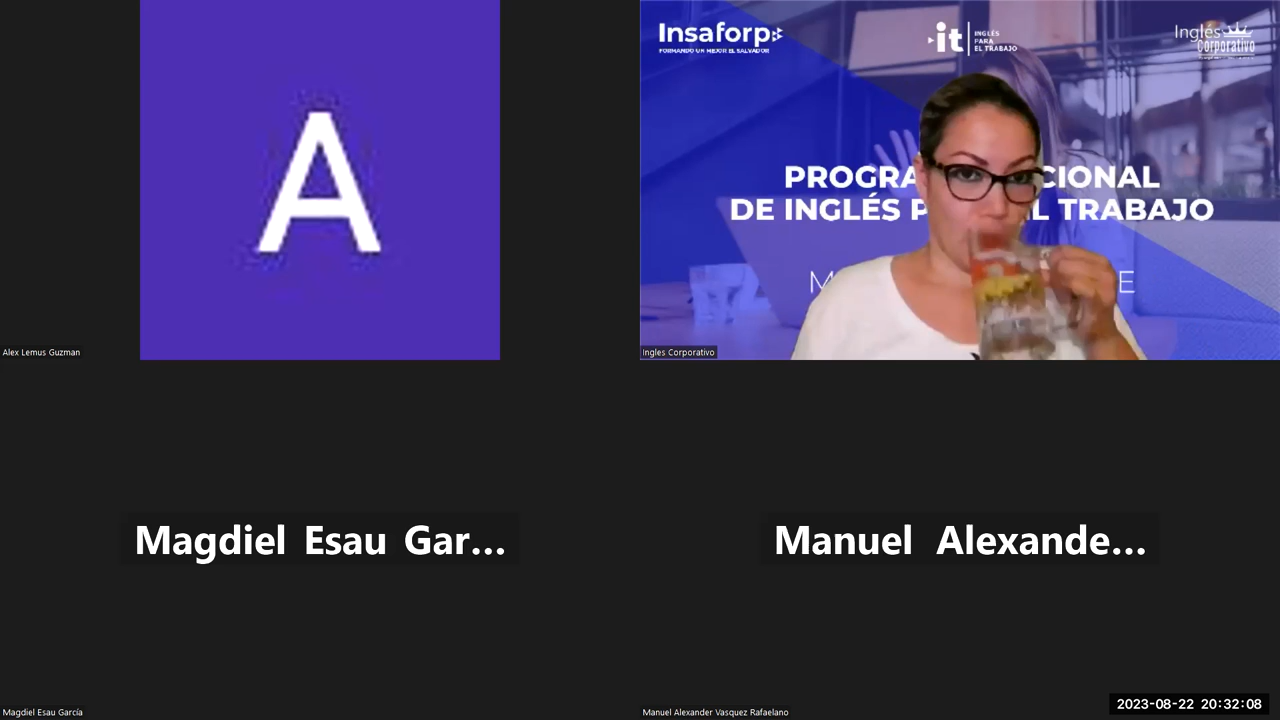 A
Alex Lemus Guzman
Insaforp
FORMANDO UN MEJOR EL SALVADOR
it
INGLÉS
PARA
EL TRABAJO
Inglés
Corporativo
PROGRA CIONAL
DE INGLÉS P L TRABAJO
M E
Ingles Corporativo
Magdiel Esau Gar...
Manuel Alexande...
Magdiel Esau García
Manuel Alexander Vasquez Rafaelano
2023-08-22 20:32:08